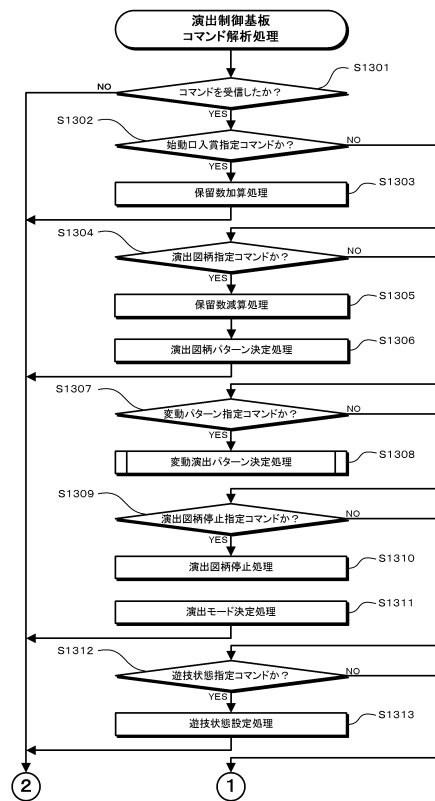 演出制御基板
コマンド解析処理
S1301
NO
コマンドを受信したか？
YES
S1302
始動口入賞指定コマンドか？
NO
YES
S1303
保留数加算処理
S1304
演出図柄指定コマンドか？
NO
YES
S1305
保留数減算処理
S1306
演出図柄パターン決定処理
S1307
変動パターン指定コマンドか？
NO
YES
S1308
変動演出パターン決定処理
S1309
演出図柄停止指定コマンドか？
NO
YES
S1310
演出図柄停止処理
S1311
演出モード決定処理
S1312
遊技状態指定コマンドか？
NO
YES
S1313
遊技状態設定処理
2
1